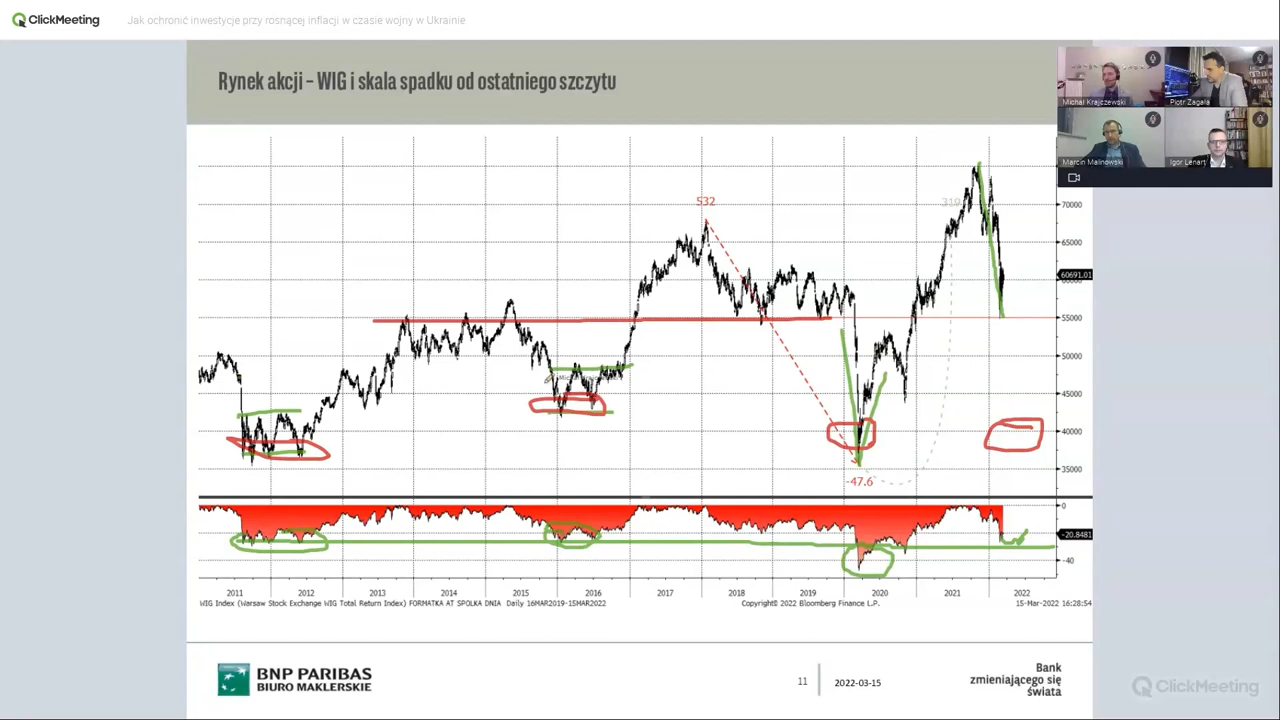 ClickMeeting
Jak ochronić inwestycje przy rosnącej inflacji w czasie wojny w Ukrainie
Rynek akcji – WIG i skala spadku od ostatniego szczytu
Michał Krajczewski
Piotr Zagała
Marcin Malinowski
Igor Lenart
532
319
70000
65000
60691.01
60000
55000
50000
45000
40000
35000
-47.6
0
-20.8481
-40
2011 2012 2013 2014 2015 2016 2017 2018 2019 2020 2021 2022
WIG Index (Warsaw Stock Exchange WIG Total Return Index) FORMATKA AT SPOLKA DNIA Daily 16MAR2019-15MAR2022 Copyright© 2022 Bloomberg Finance L.P. 15-Mar-2022 16:28:54
BNP PARIBAS
BIURO MAKLERSKIE
11
2022-03-15
Bank
zmieniającego się
świata
ClickMeeting